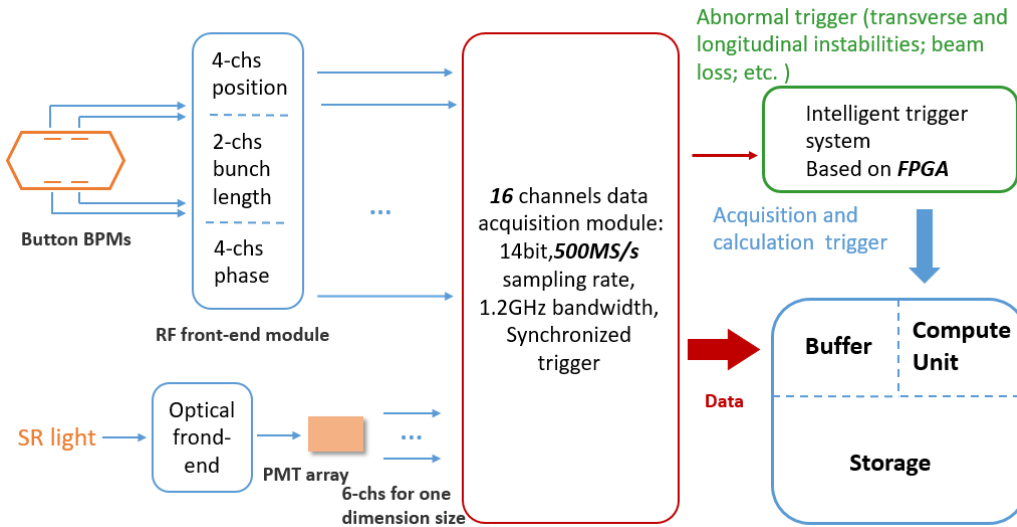 Abnormal trigger (transverse and
longitudinal instabilities; beam
loss; etc. )
4-chs
position
2-chs
bunch
length
4-chs
phase
Button BPMs
RF front-end module
...
16 channels data
acquisition module:
14bit,500MS/s
sampling rate,
1.2GHz bandwidth,
Synchronized
trigger
Intelligent trigger
system
Based on FPGA
Acquisition and
calculation trigger
Buffer
Compute
Unit
Storage
Data
SR light
Optical
frond-
end
PMT array
...
6-chs for one
dimension size